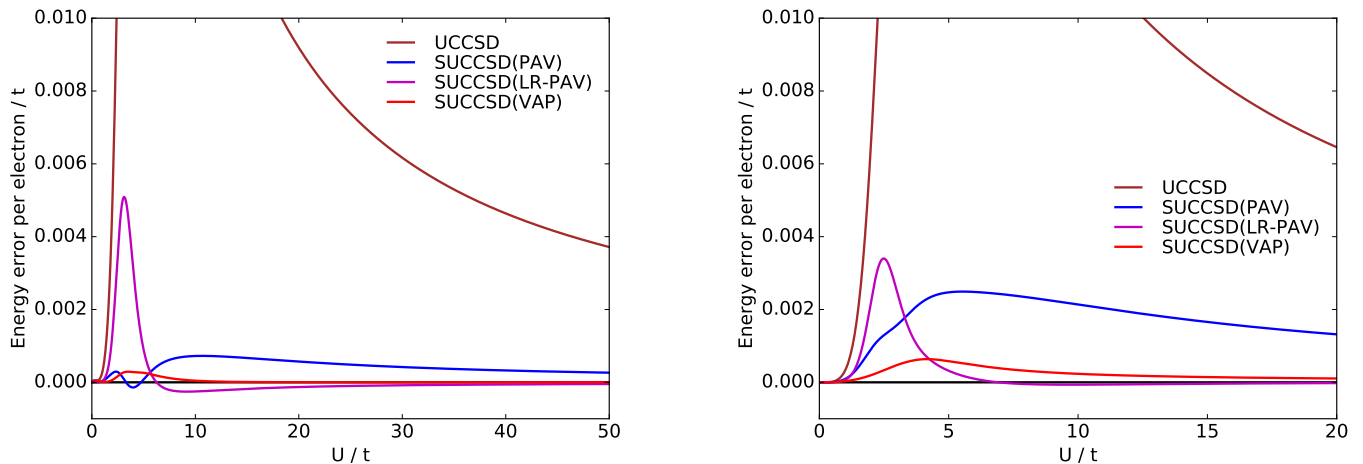 Energy error per electron / t
0.010
0.008
0.006
0.004
0.002
0.000
0
10
20
30
40
50
U / t
UCCSD
SUCCSD(PAV)
SUCCSD(LR-PAV)
SUCCSD(VAP)
Energy error per electron / t
0.010
0.008
0.006
0.004
0.002
0.000
0
5
10
15
20
U / t
UCCSD
SUCCSD(PAV)
SUCCSD(LR-PAV)
SUCCSD(VAP)